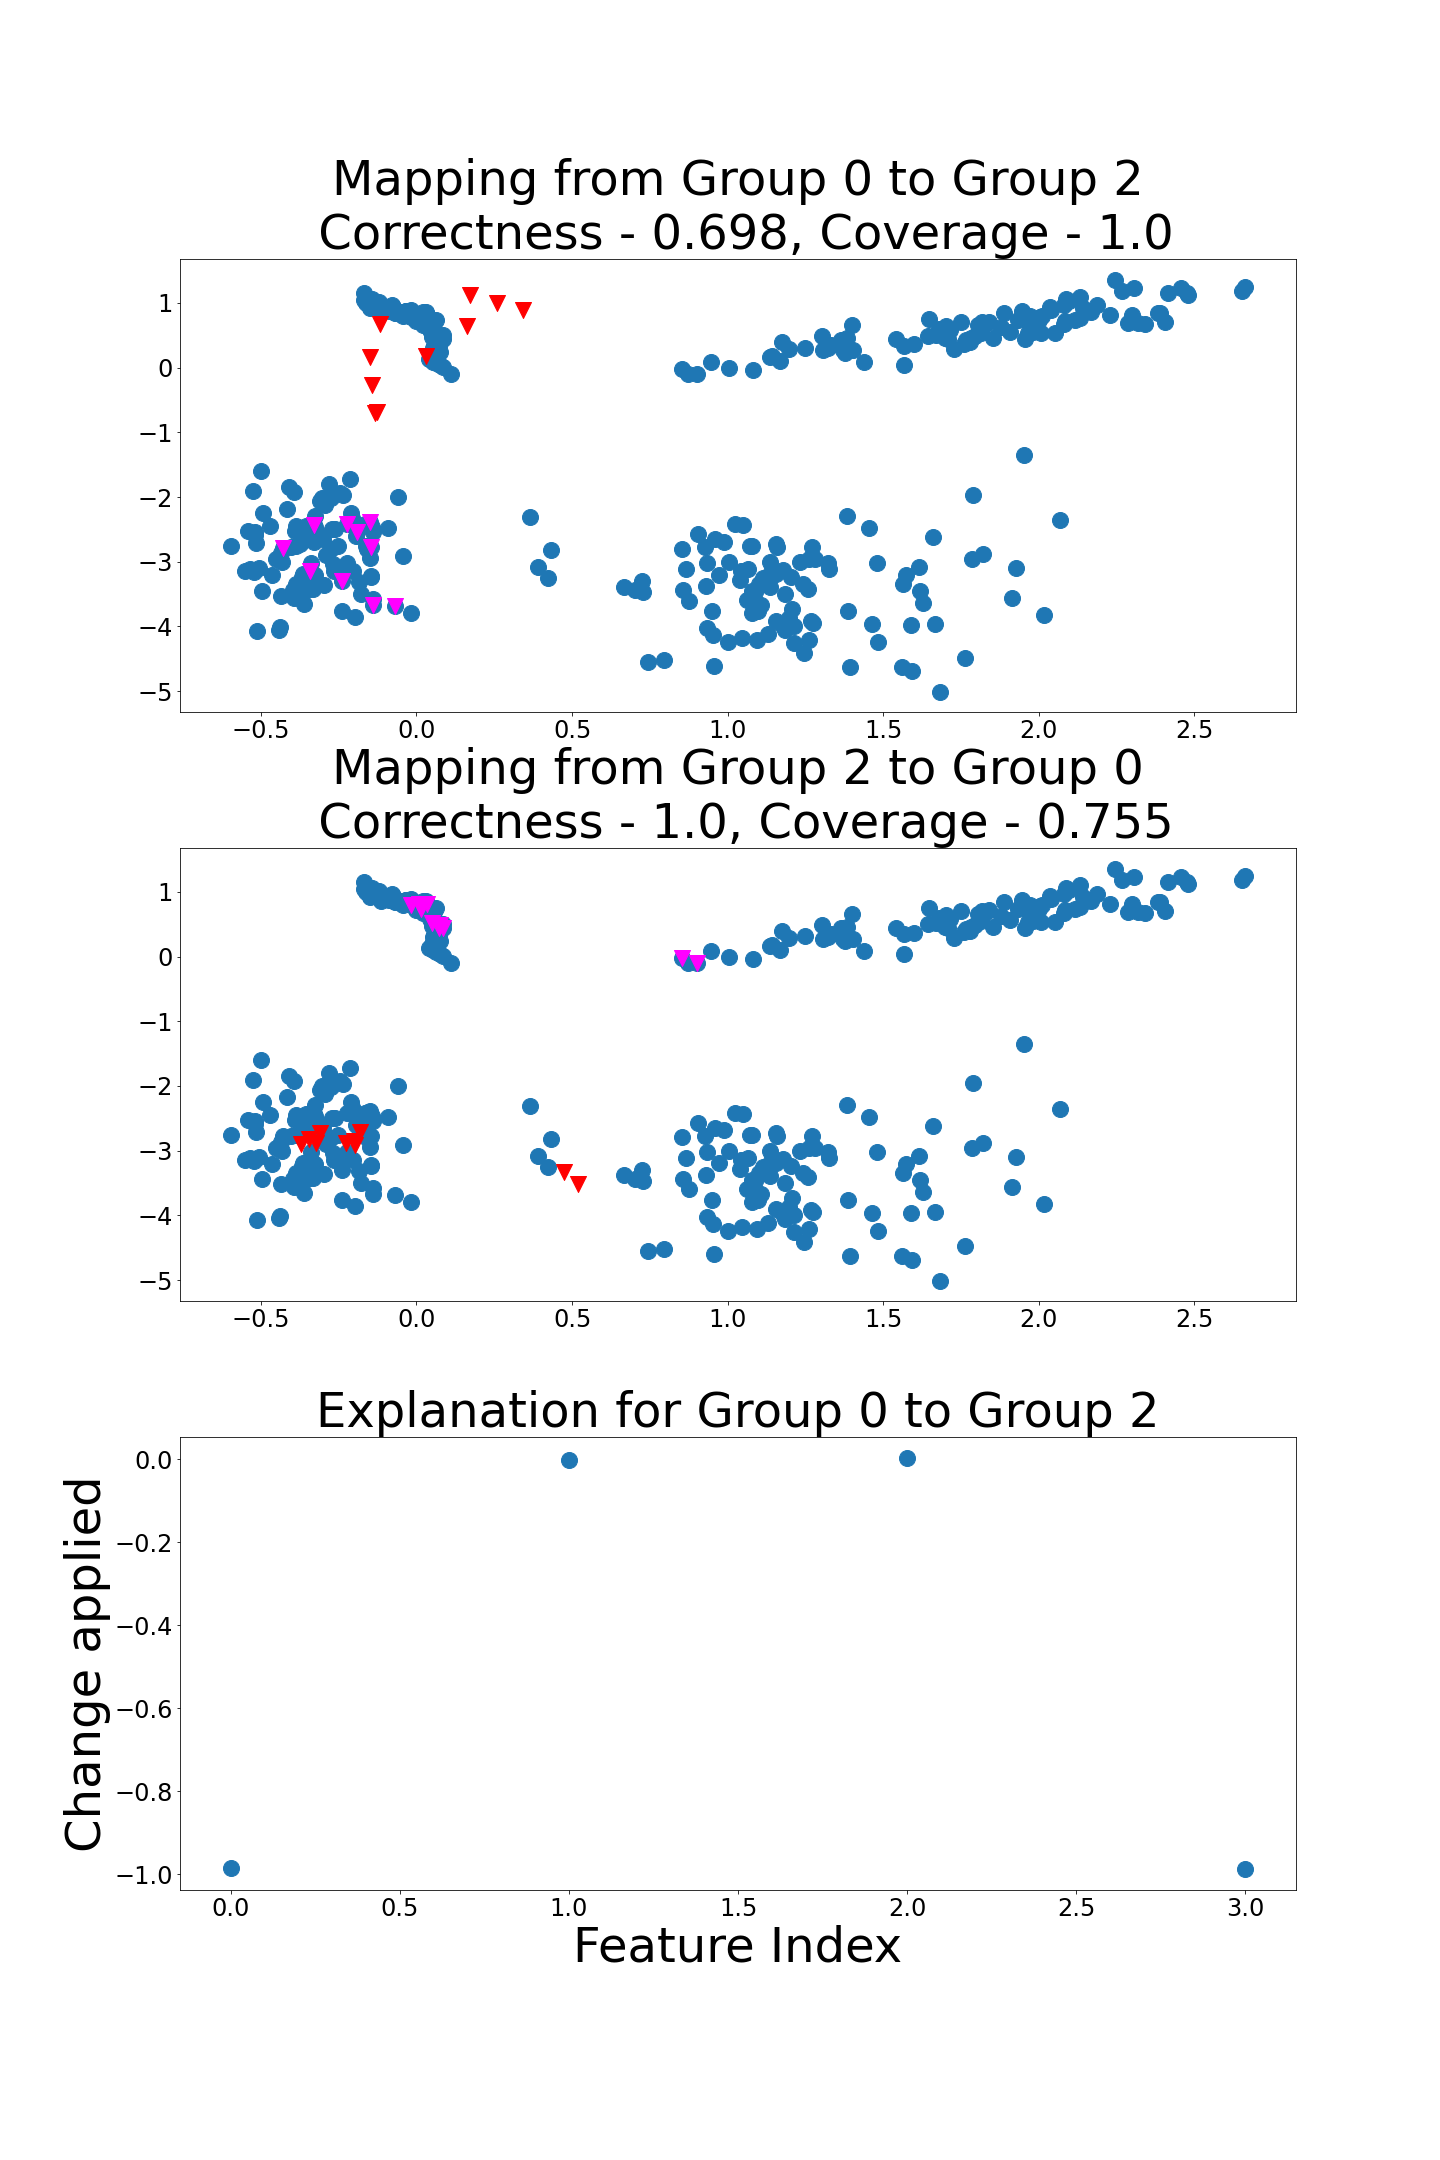 Mapping from Group 0 to Group 2
Correctness - 0.698, Coverage - 1.0
1
0
−1
−2
−3
−4
−5
−0.5 0.0 0.5 1.0 1.5 2.0 2.5
Mapping from Group 2 to Group 0
Correctness - 1.0, Coverage - 0.755
1
0
−1
−2
−3
−4
−5
−0.5 0.0 0.5 1.0 1.5 2.0 2.5
Explanation for Group 0 to Group 2
Change applied
0.0
−0.2
−0.4
−0.6
−0.8
−1.0
0.0 0.5 1.0 1.5 2.0 2.5 3.0
Feature Index